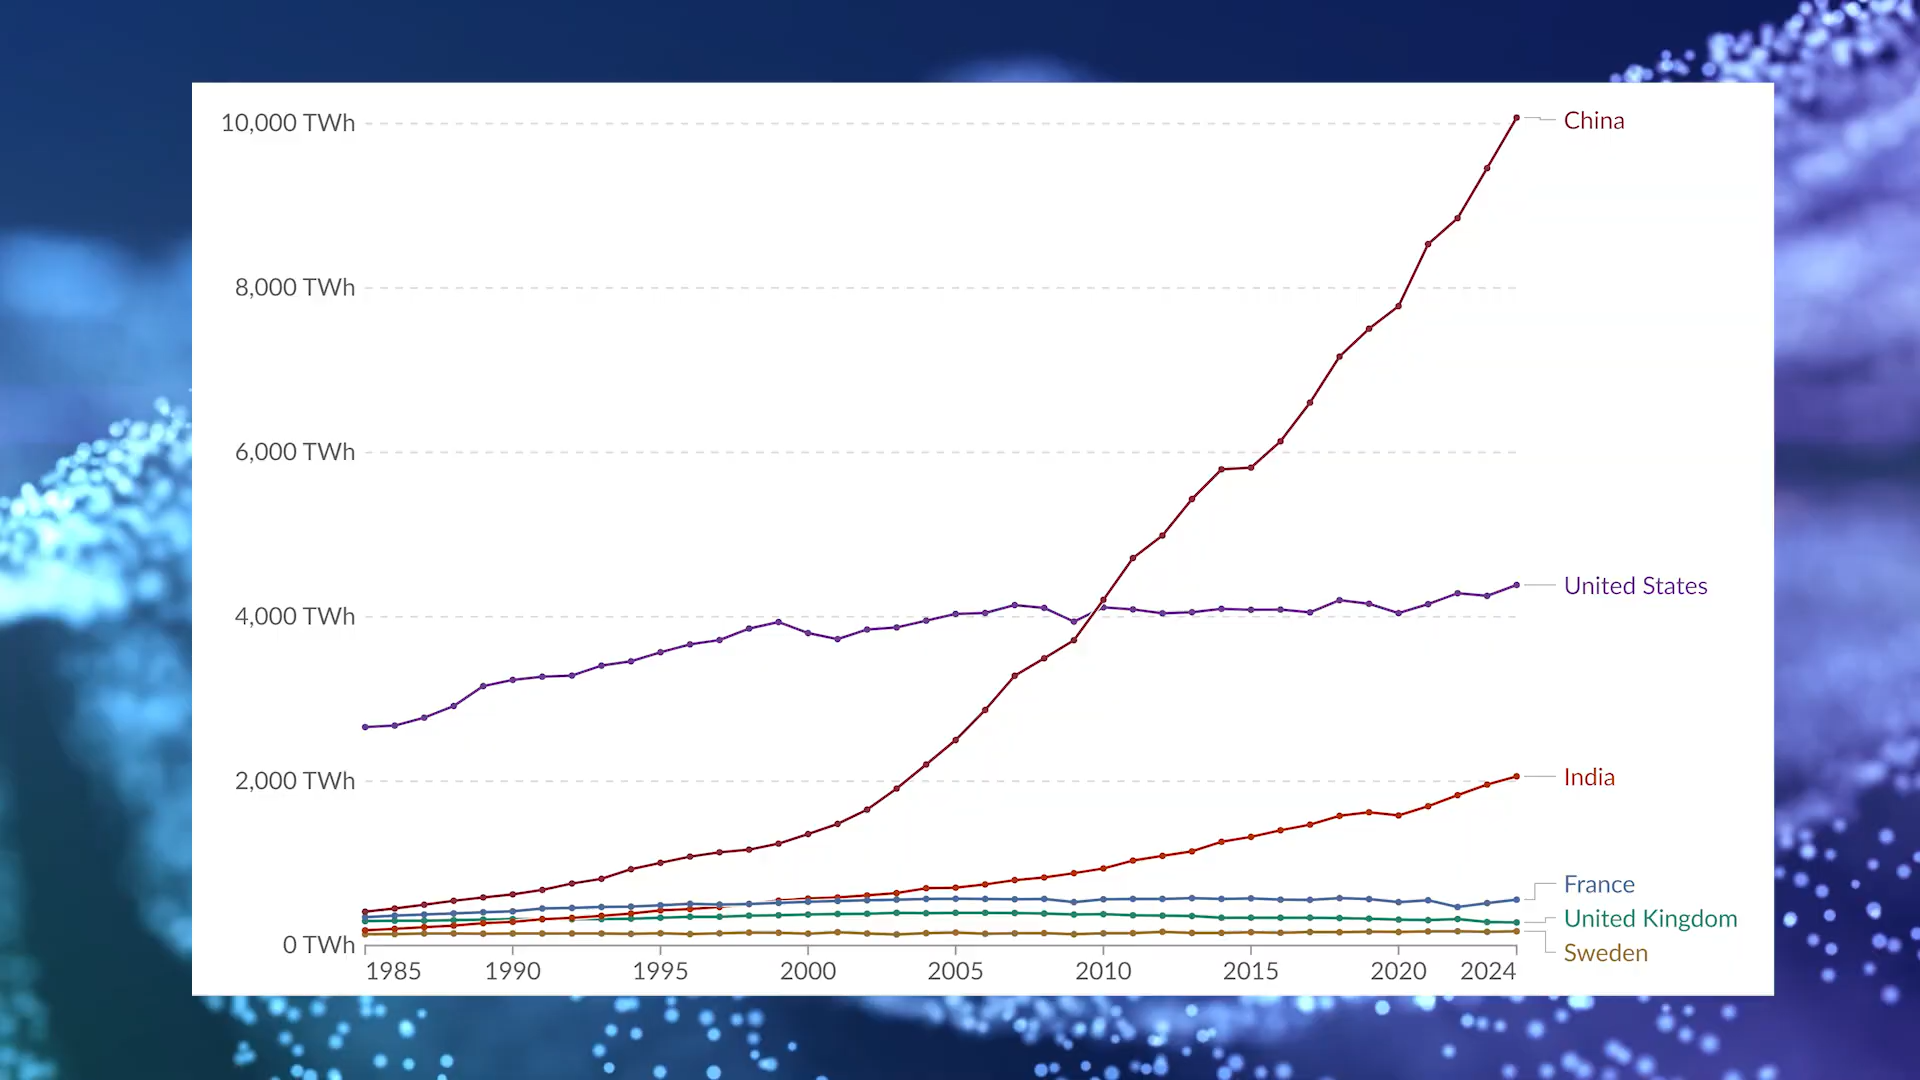 10,000 TWh
China
8,000 TWh
6,000 TWh
United States
4,000 TWh
2,000 TWh
India
France
United Kingdom
0 TWh
Sweden
1985 1990 1995 2000 2005 2010 2015 2020 2024